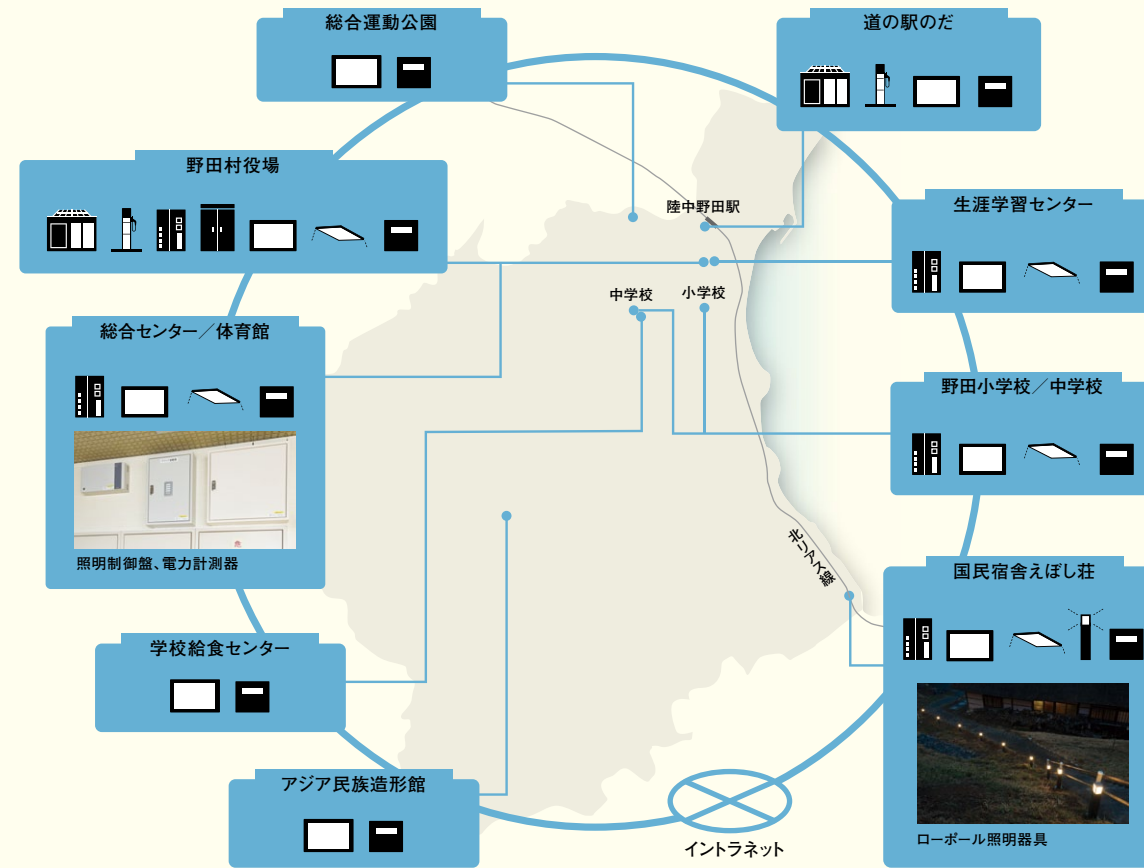 総合運動公園
道の駅のだ
野田村役場
陸中野田駅
生涯学習センター
中学校
小学校
総合センター／体育館
野田小学校／中学校
照明制御盤、電力計測器
北リアス線
国民宿舎えぼし荘
学校給食センター
アジア民族造形館
ローポール照明器具
イントラネット